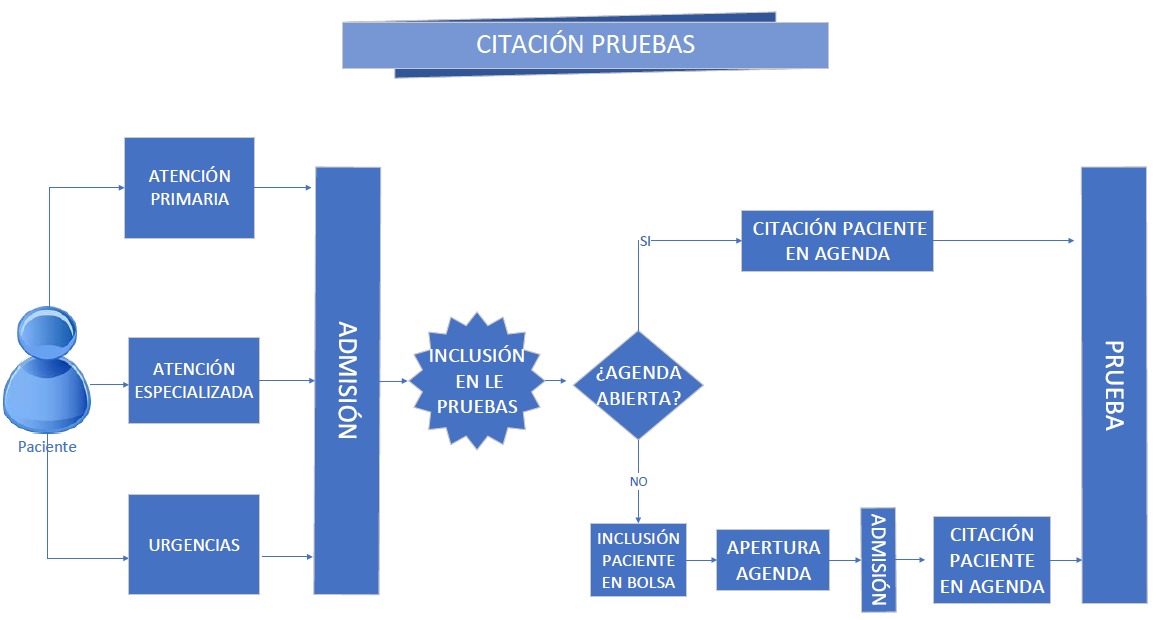 CITACIÓN PRUEBAS
ATENCIÓN
PRIMARIA
Paciente
ATENCIÓN
ESPECIALIZADA
URGENCIAS
ADMISIÓN
INCLUSIÓN
EN LE
PRUEBAS
¿AGENDA
ABIERTA?
SI
CITACIÓN PACIENTE
EN AGENDA
NO
INCLUSIÓN
PACIENTE
EN BOLSA
APERTURA
AGENDA
ADMISIÓN
CITACIÓN
PACIENTE
EN AGENDA
PRUEBA